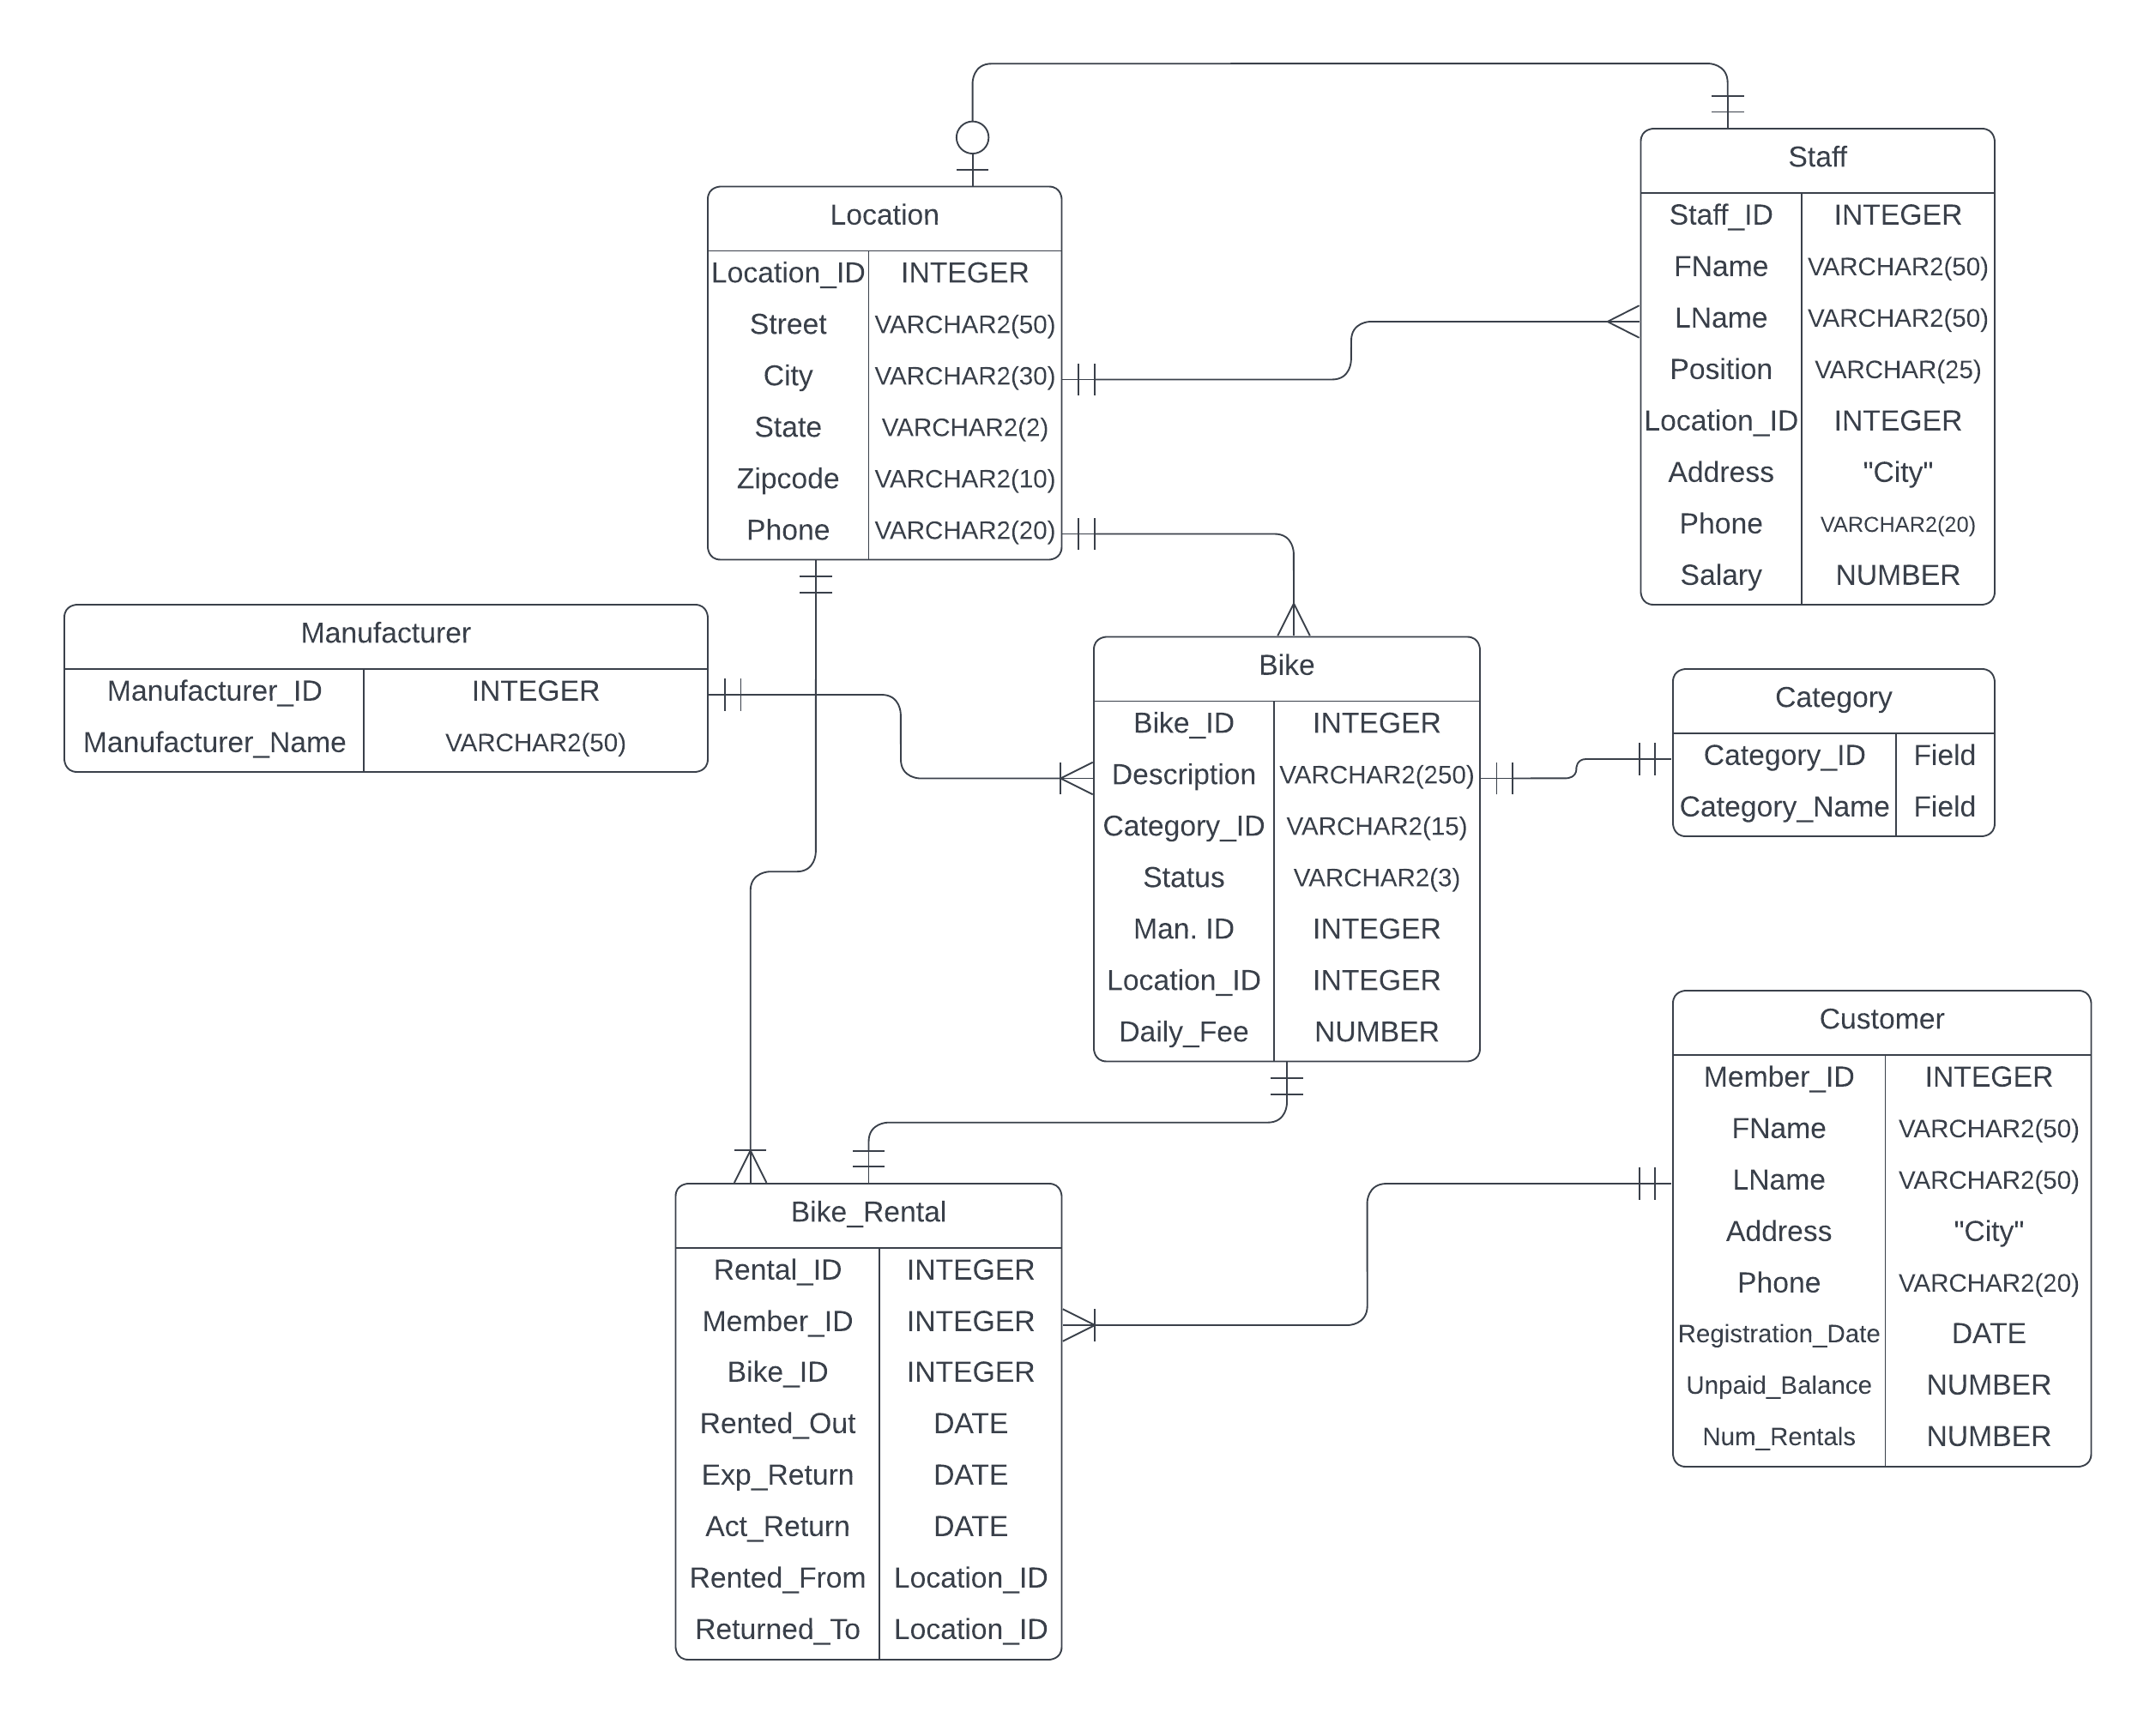 Staff
Staff_ID INTEGER
FName VARCHAR2(50)
LName VARCHAR2(50)
Position VARCHAR(25)
Location_ID INTEGER
Address "City"
Phone VARCHAR2(20)
Salary NUMBER
Location
Location_ID INTEGER
Street VARCHAR2(50)
City VARCHAR2(30)
State VARCHAR2(2)
Zipcode VARCHAR2(10)
Phone VARCHAR2(20)
Manufacturer
Manufacturer_ID INTEGER
Manufacturer_Name VARCHAR2(50)
Bike
Bike_ID INTEGER
Description VARCHAR2(250)
Category_ID VARCHAR2(15)
Status VARCHAR2(3)
Man. ID INTEGER
Location_ID INTEGER
Daily_Fee NUMBER
Category
Category_ID Field
Category_Name Field
Customer
Member_ID INTEGER
FName VARCHAR2(50)
LName VARCHAR2(50)
Address "City"
Phone VARCHAR2(20)
Registration_Date DATE
Unpaid_Balance NUMBER
Num_Rentals NUMBER
Bike_Rental
Rental_ID INTEGER
Member_ID INTEGER
Bike_ID INTEGER
Rented_Out DATE
Exp_Return DATE
Act_Return DATE
Rented_From Location_ID
Returned_To Location_ID